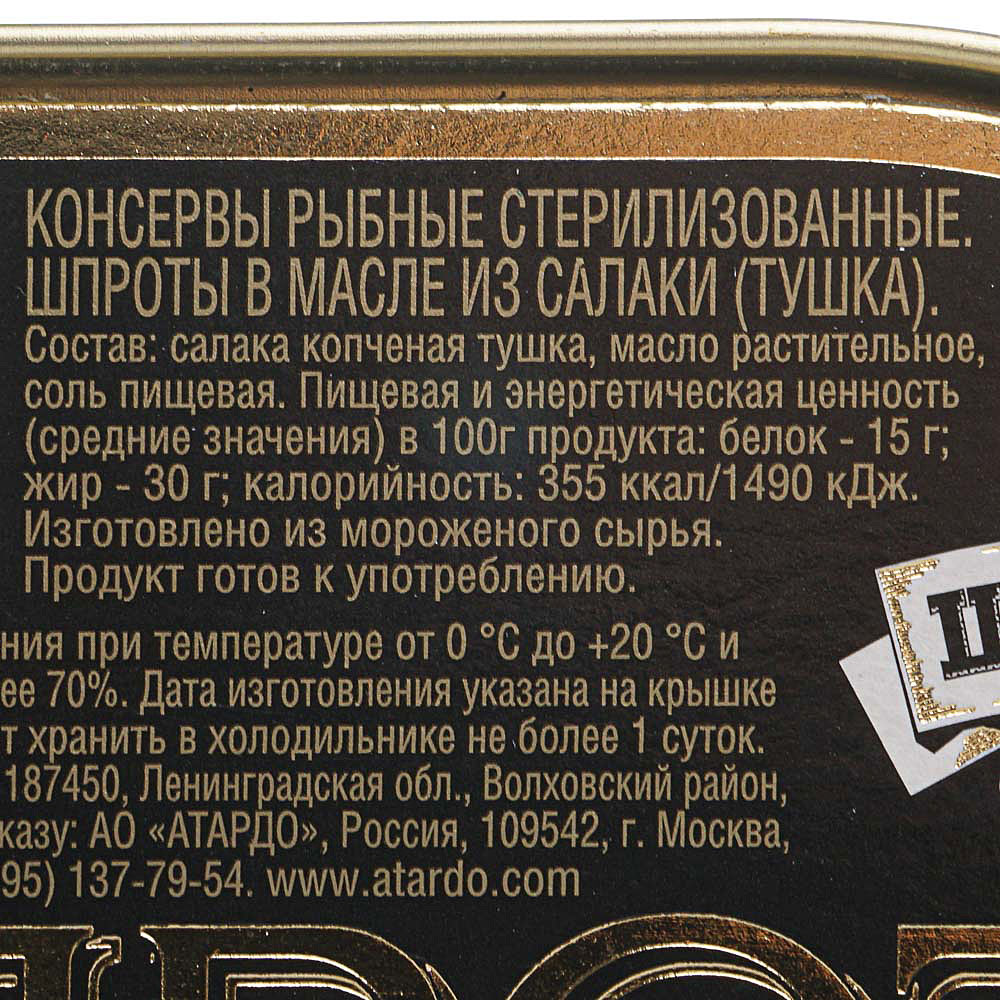 КОНСЕРВЫ РЫБНЫЕ СТЕРИЛИЗОВАННЫЕ.
ШПРОТЫ В МАСЛЕ ИЗ САЛАКИ (ТУШКА).
Состав: салака копченая тушка, масло растительное,
соль пищевая. Пищевая и энергетическая ценность
(средние значения) в 100г продукта: белок - 15 г;
жир - 30 г; калорийность: 355 ккал/1490 кДж.
Изготовлено из мороженого сырья.
Продукт готов к употреблению.
ния при температуре от 0 °C до +20 °C и
ее 70%. Дата изготовления указана на крышке
т хранить в холодильнике не более 1 суток.
187450, Ленинградская обл., Волховский район,
казу: АО «АТАРДО», Россия, 109542, г. Москва,
95) 137-79-54. www.atardo.com